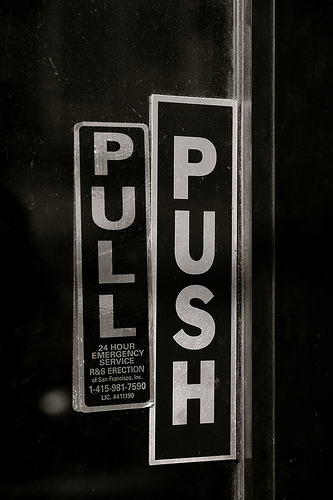 PULL
24 HOUR
EMERGENCY
SERVICE
R&S ERECTION
of San Francisco, Inc.
1-415-981-7590
LIC. #411190
PUSH